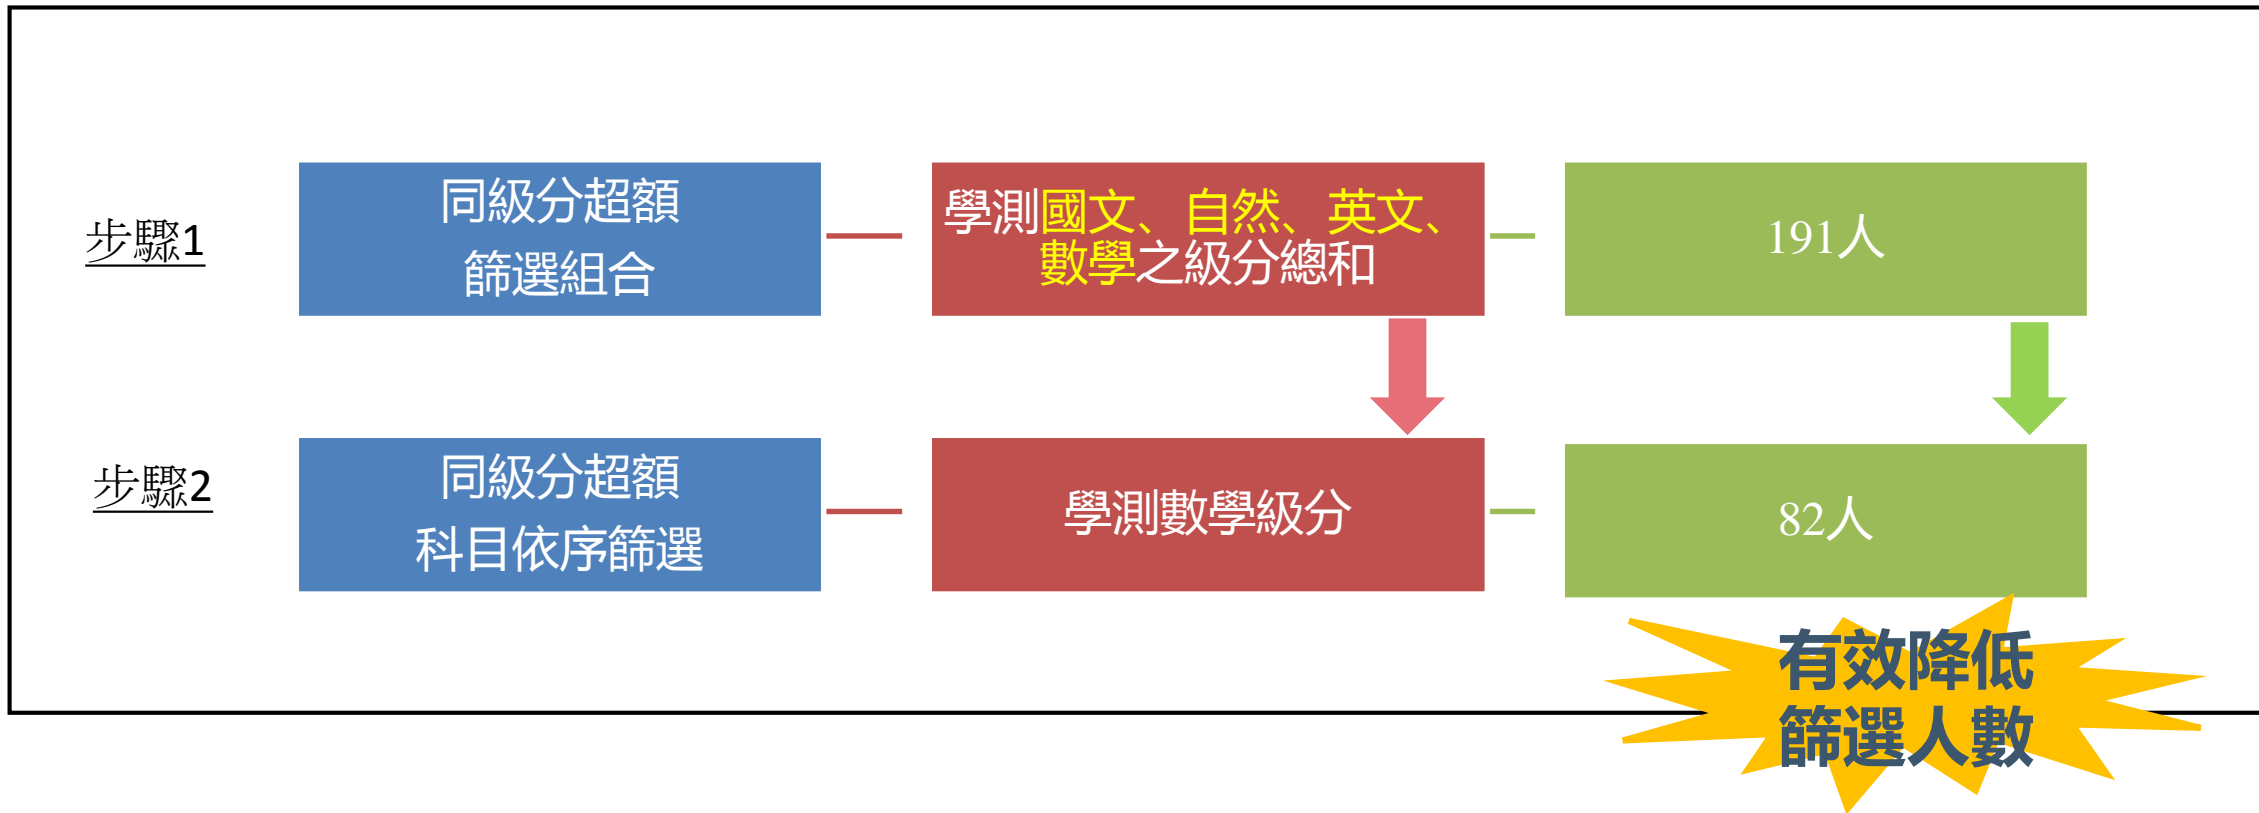 步驟1
同級分超額
篩選組合
學測國文、自然、英文、
數學之級分總和
191人
步驟2
同級分超額
科目依序篩選
學測數學級分
82人
有效降低
篩選人數